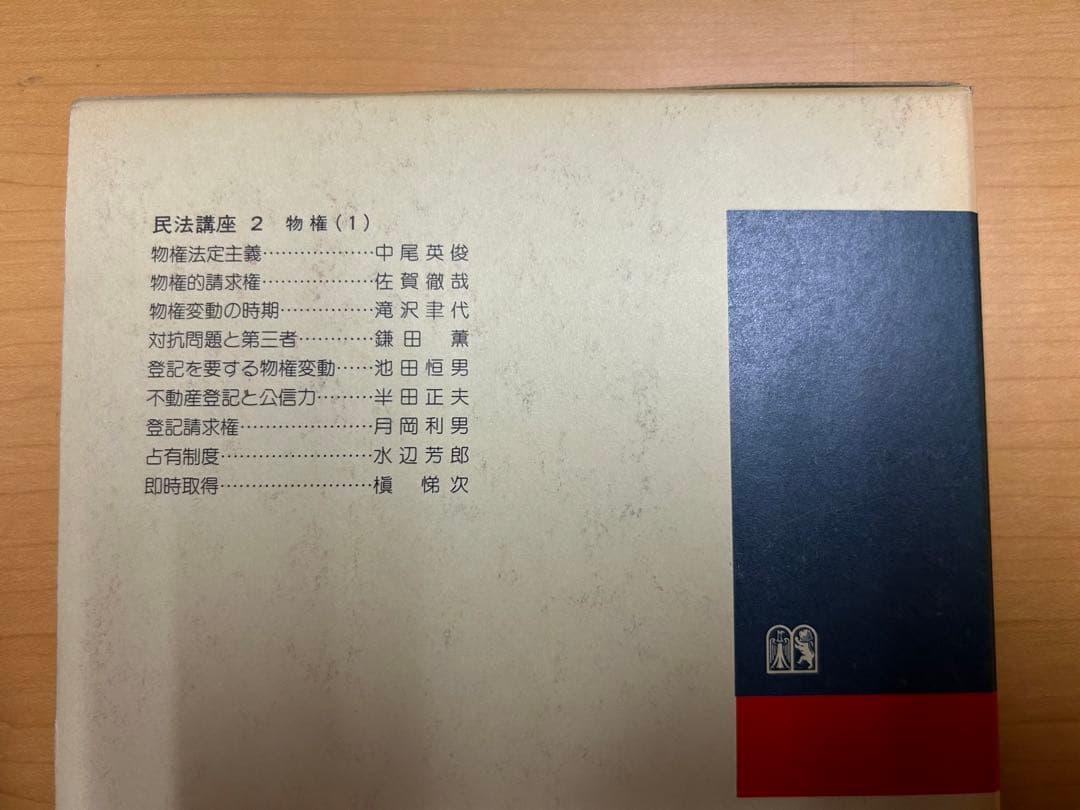 民法講座 2 物権(1)
物権法定主義………………中尾英俊
物権的請求権………………佐賀徹哉
物権変動の時期……………滝沢聿代
対抗問題と第三者…………鎌田 薫
登記を要する物権変動……池田恒男
不動産登記と公信力………半田正夫
登記請求権…………………月岡利男
占有制度……………………水辺芳郎
即時取得……………………槇 悌次